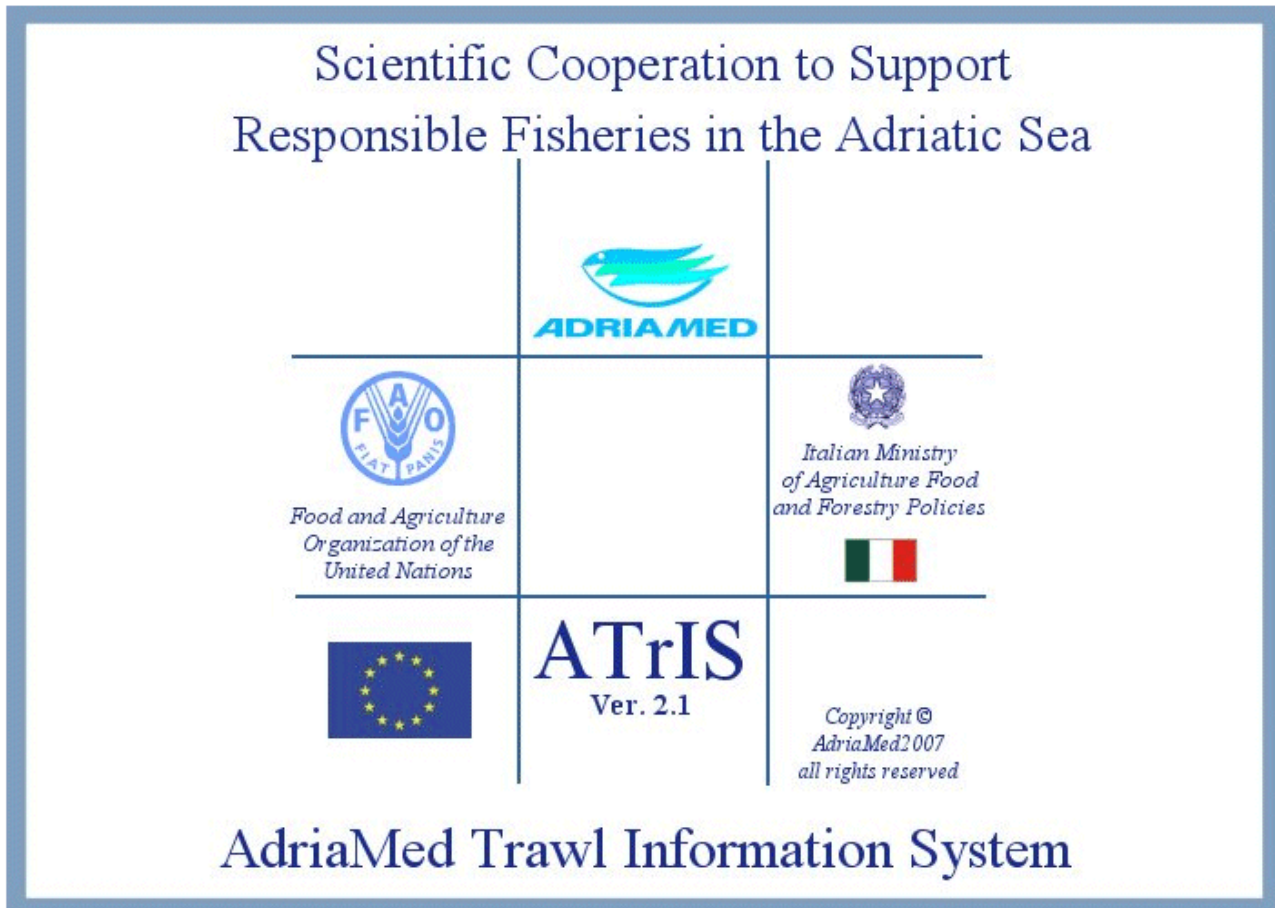 Scientific Cooperation to Support
Responsible Fisheries in the Adriatic Sea
ADRIAMED
F A O
FIAT PANIS
Food and Agriculture
Organization of the
United Nations
Italian Ministry
of Agriculture Food
and Forestry Policies
ATrIS
Ver. 2.1
Copyright ©
AdriaMed2007
all rights reserved
AdriaMed Trawl Information System